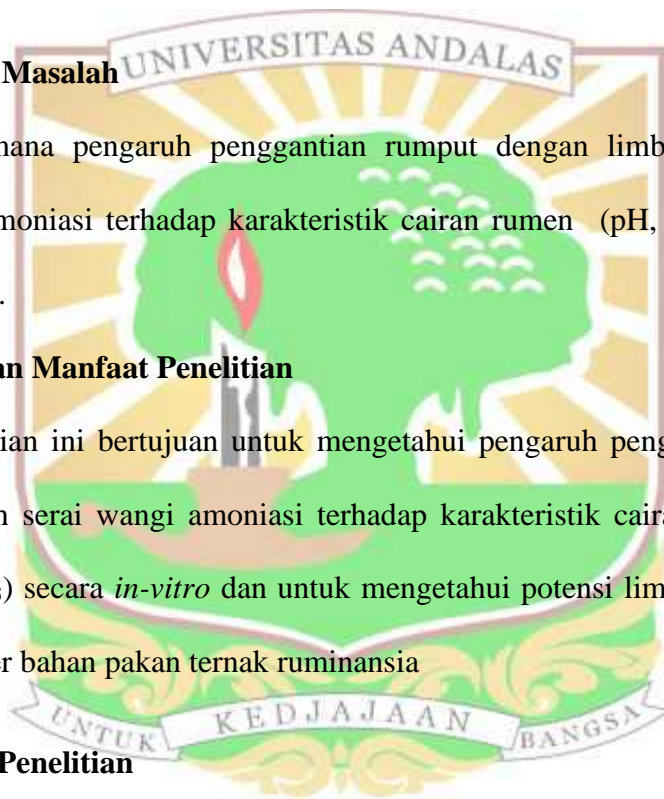 UNIVERSITAS ANDALAS
Masalah
mana pengaruh penggantian rumput dengan limb
moniasi terhadap karakteristik cairan rumen (pH,
.
an Manfaat Penelitian
ian ini bertujuan untuk mengetahui pengaruh peng
n serai wangi amoniasi terhadap karakteristik caira
) secara in-vitro dan untuk mengetahui potensi lim
er bahan pakan ternak ruminansia
UNTUK KEDJAJAAN BANGSA
Penelitian